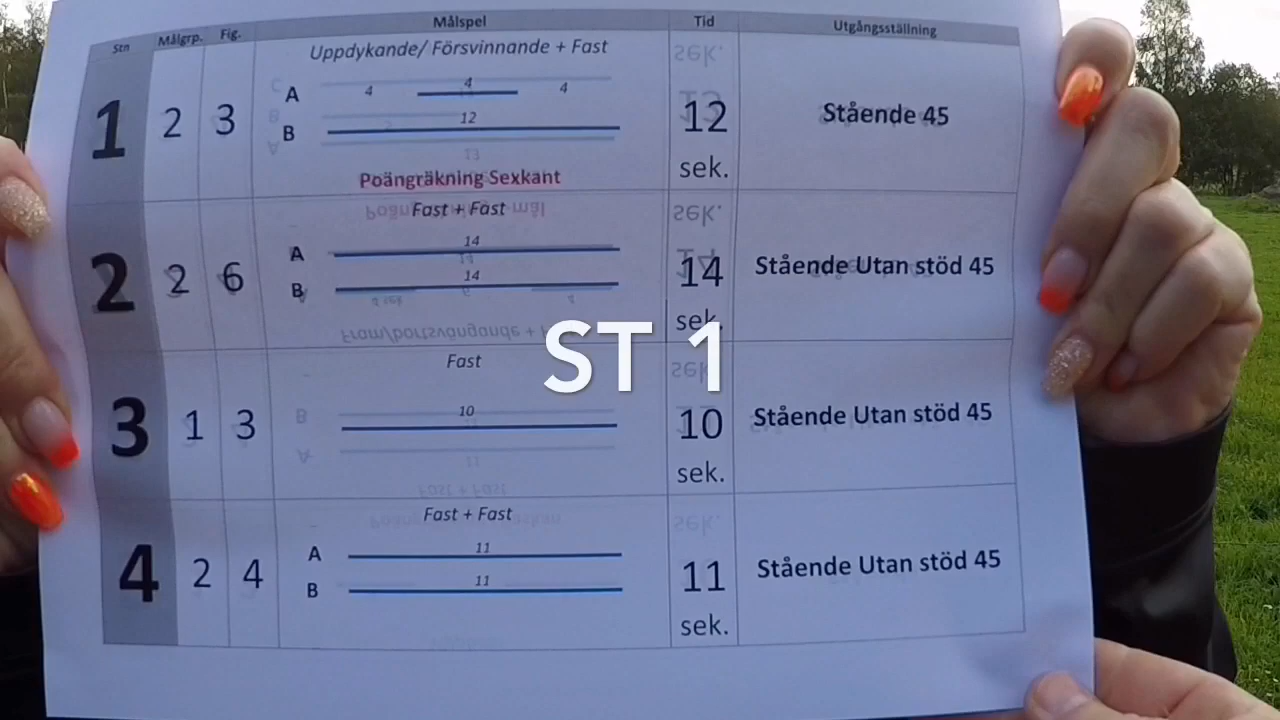 Stn Målgrp. Fig. Målspel Tid Utgångsställning
Uppdykande/ Försvinnande + Fast
1 2 3 A 4 4 4 12 Stående 45
B 12 sek.
Poängräkning Sexkant
Fast + Fast
2 2 6 A 14 14 Stående Utan stöd 45
B 14 sek.
ST 1
Fast
3 1 3 10 10 Stående Utan stöd 45
sek.
Fast + Fast
4 2 4 A 11 11 Stående Utan stöd 45
B 11 sek.